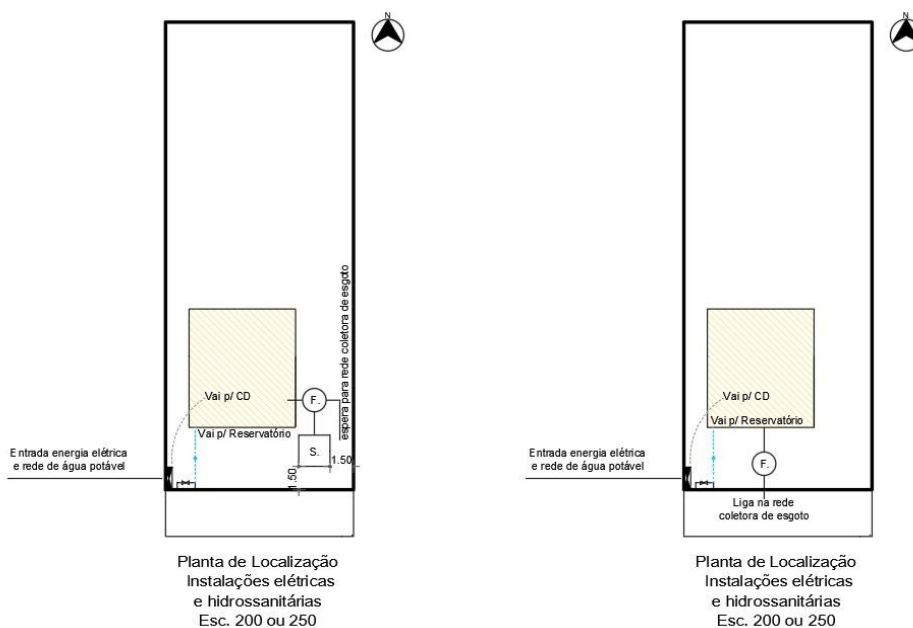 N
espera para rede coletora de esgoto
Vai p/ CD
F.
Vai p/ Reservatório
S.
1.50
1.50
Entrada energia elétrica
e rede de água potável
Planta de Localização
Instalações elétricas
e hidrossanitárias
Esc. 200 ou 250
N
Vai p/ CD
Vai p/ Reservatório
F.
Entrada energia elétrica
e rede de água potável
Liga na rede
coletora de esgoto
Planta de Localização
Instalações elétricas
e hidrossanitárias
Esc. 200 ou 250